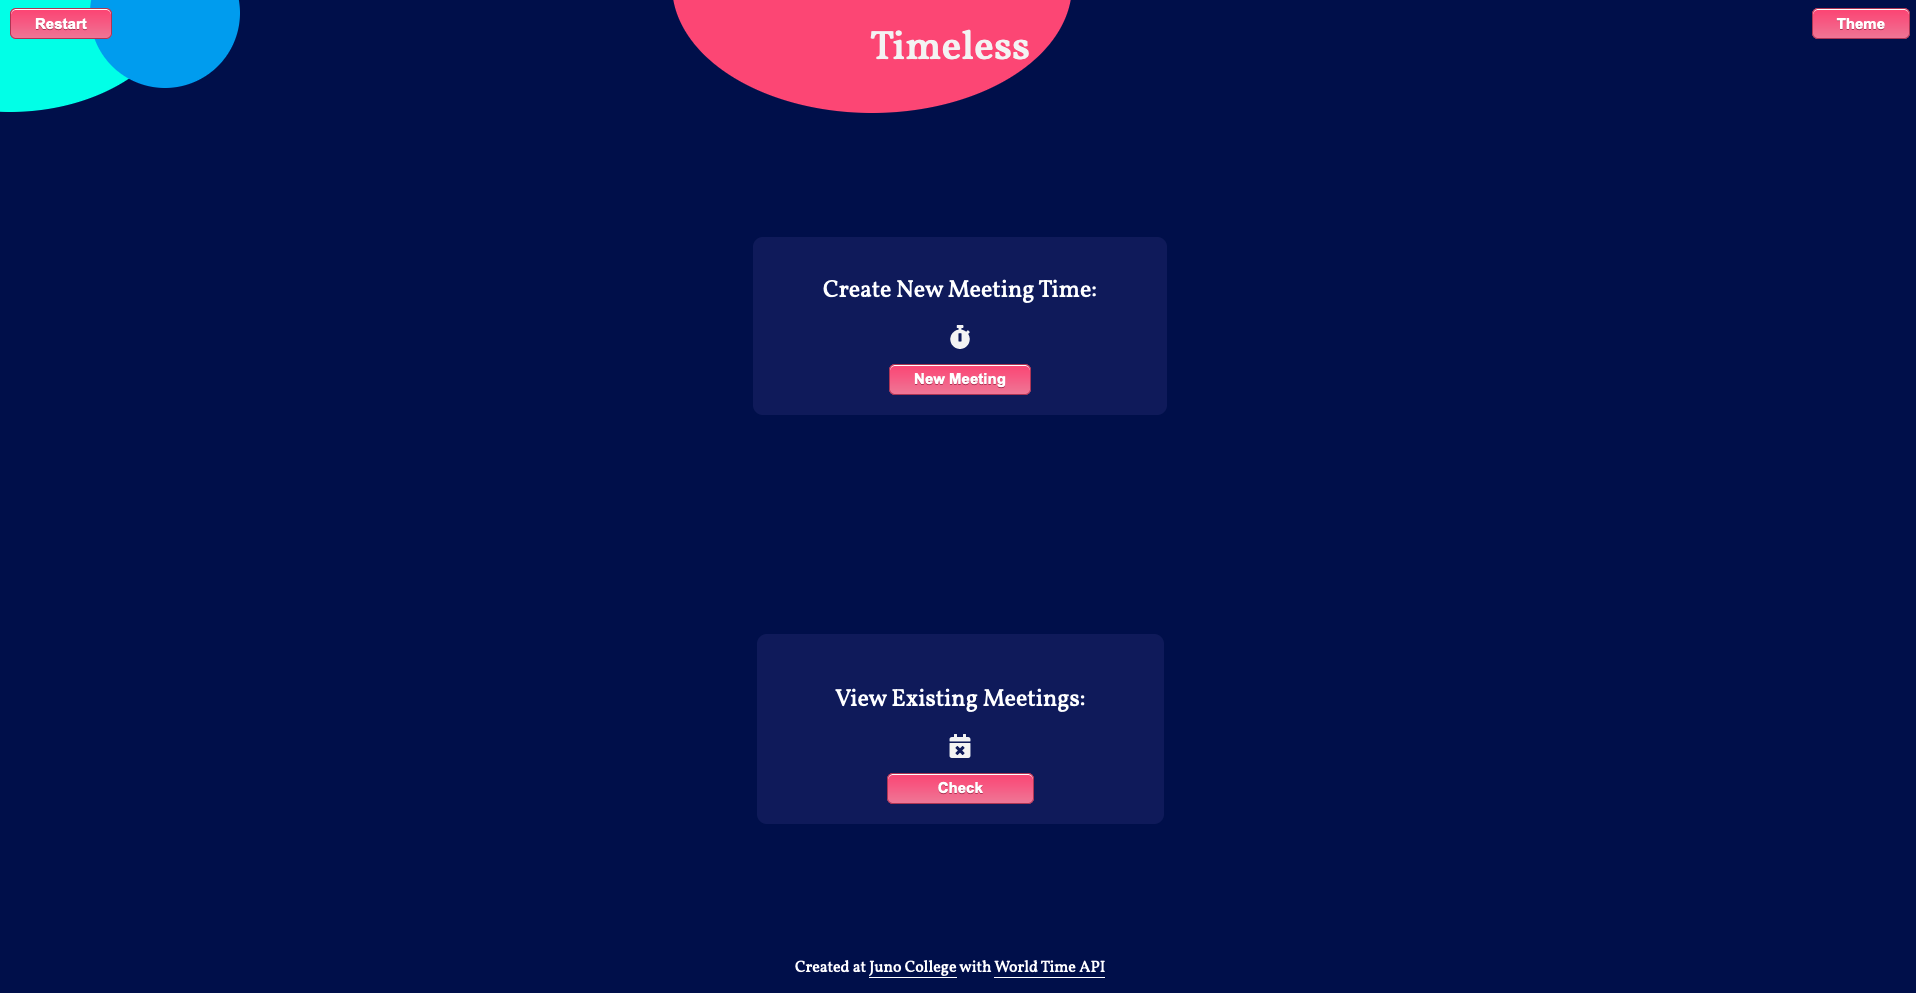 Restart
Timeless
Theme
Create New Meeting Time:
New Meeting
View Existing Meetings:
Check
Created at Juno College with World Time API